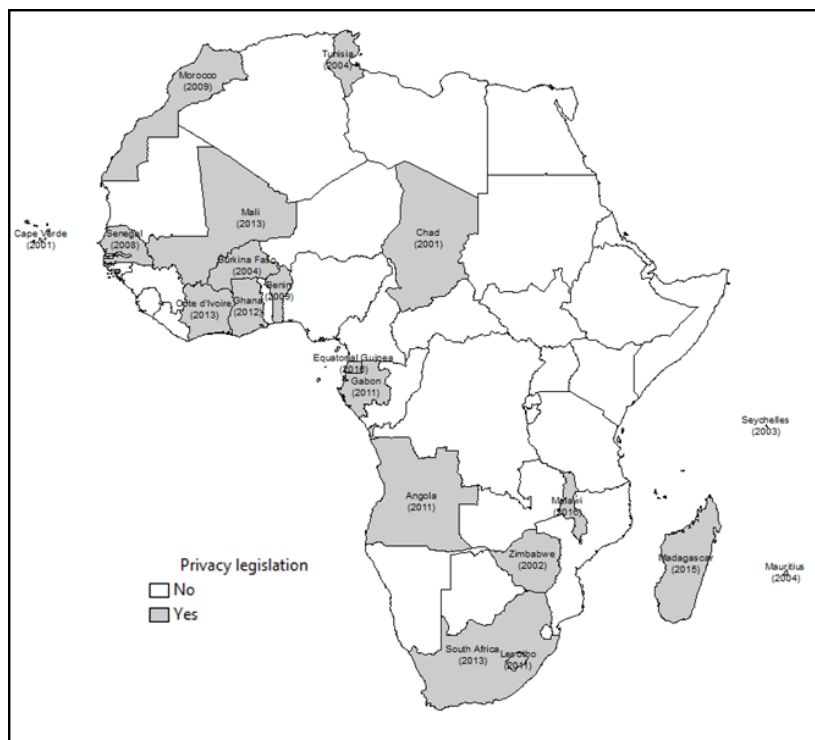 Tunisia
(2004)
Morocco
(2009)
Mali
(2013)
Cape Verde
(2001)
Senegal
(2008)
Chad
(2001)
Burkina Faso
(2004)
Benin
(2009)
Cote d'Ivoire
(2013)
Ghana
(2012)
Equatorial Guinea
(2016)
Gabon
(2011)
Seychelles
(2003)
Angola
(2011)
Malawi
(2016)
Zimbabwe
(2002)
Madagascar
(2015)
Mauritius
(2004)
Privacy legislation
No
Yes
South Africa
(2013)
Lesotho
(2011)